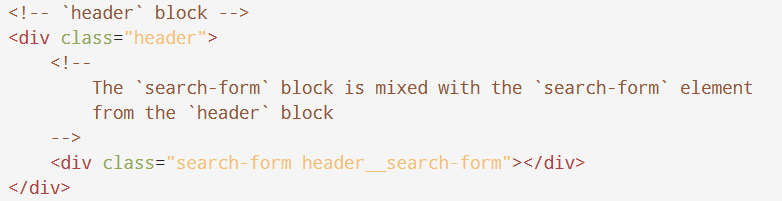 <!-- `header` block -->
<div class="header">
    <!--
        The `search-form` block is mixed with the `search-form` element
        from the `header` block
    -->
    <div class="search-form header__search-form"></div>
</div>